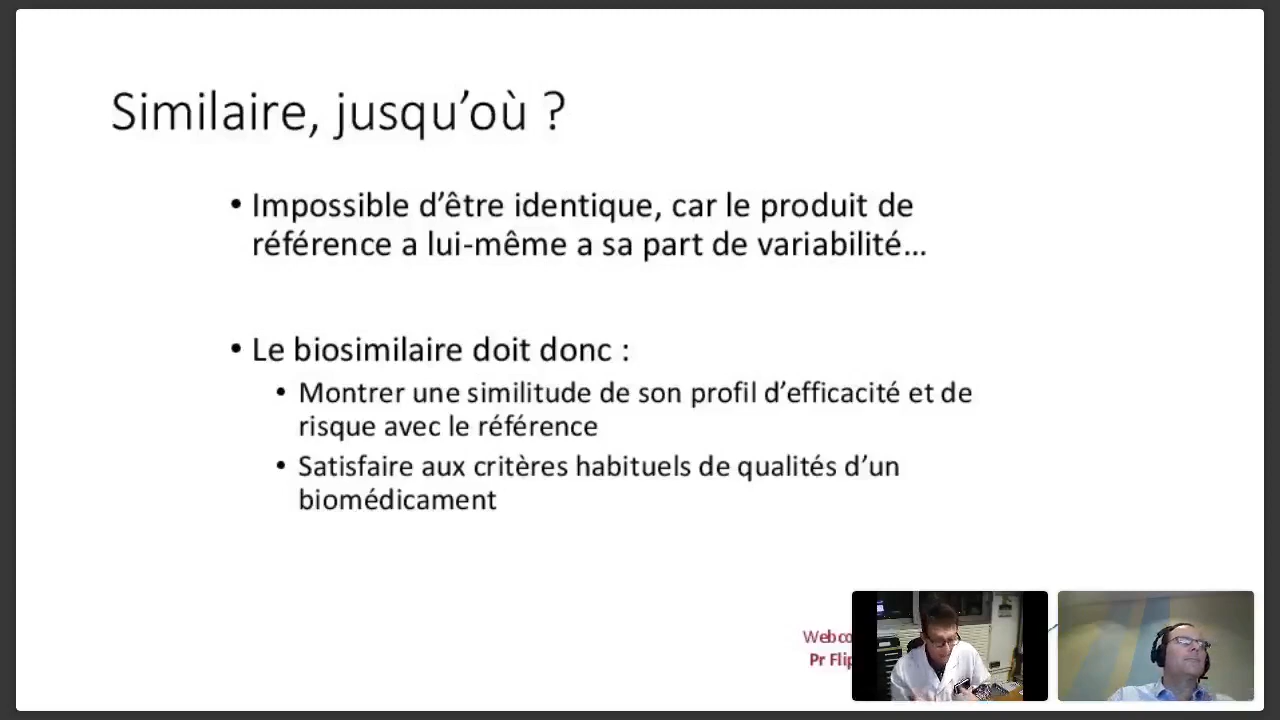 Similaire, jusqu’où ?
• Impossible d’être identique, car le produit de
référence a lui-même a sa part de variabilité…
• Le biosimilaire doit donc :
• Montrer une similitude de son profil d’efficacité et de
risque avec le référence
• Satisfaire aux critères habituels de qualités d’un
biomédicament
Pr